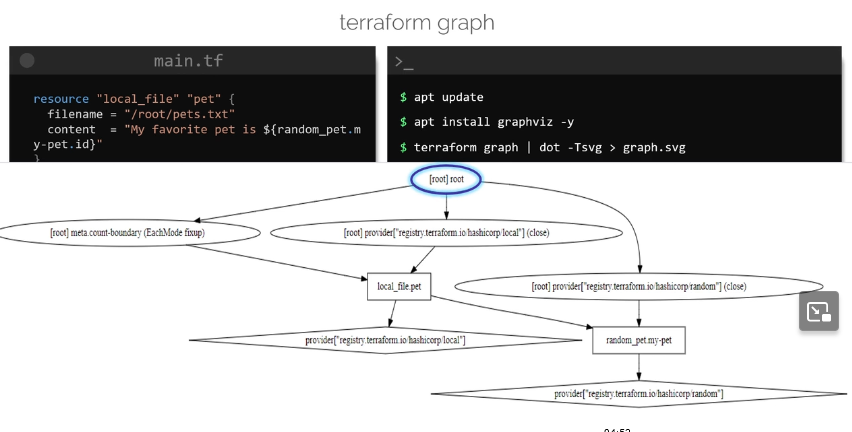 terraform graph
main.tf
>_
resource "local_file" "pet" {
filename = "/root/pets.txt"
content = "My favorite pet is ${random_pet.m
y-pet.id}"
}
$ apt update
$ apt install graphviz -y
$ terraform graph | dot -Tsvg > graph.svg
[root] root
[root] meta.count-boundary (EachMode fixup)
[root] provider["registry.terraform.io/hashicorp/local"] (close)
local_file.pet
[root] provider["registry.terraform.io/hashicorp/random"] (close)
provider["registry.terraform.io/hashicorp/local"]
random_pet.my-pet
provider["registry.terraform.io/hashicorp/random"]